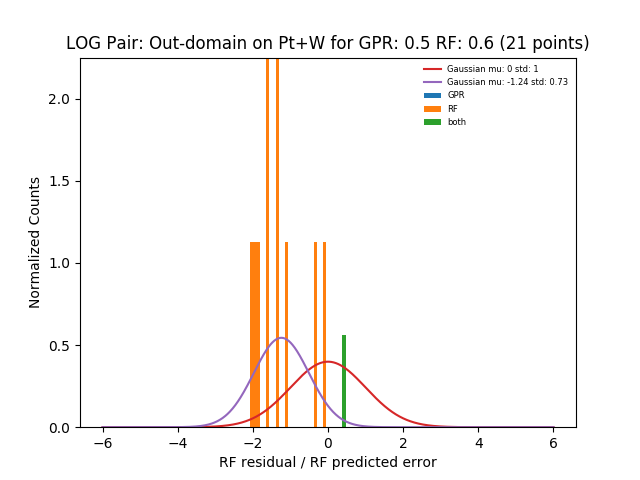 LOG Pair: Out-domain on Pt+W for GPR: 0.5 RF: 0.6 (21 points)
Gaussian mu: 0 std: 1
Gaussian mu: -1.24 std: 0.73
GPR
RF
both
Normalized Counts
2.0
1.5
1.0
0.5
0.0
−6 −4 −2 0 2 4 6
RF residual / RF predicted error